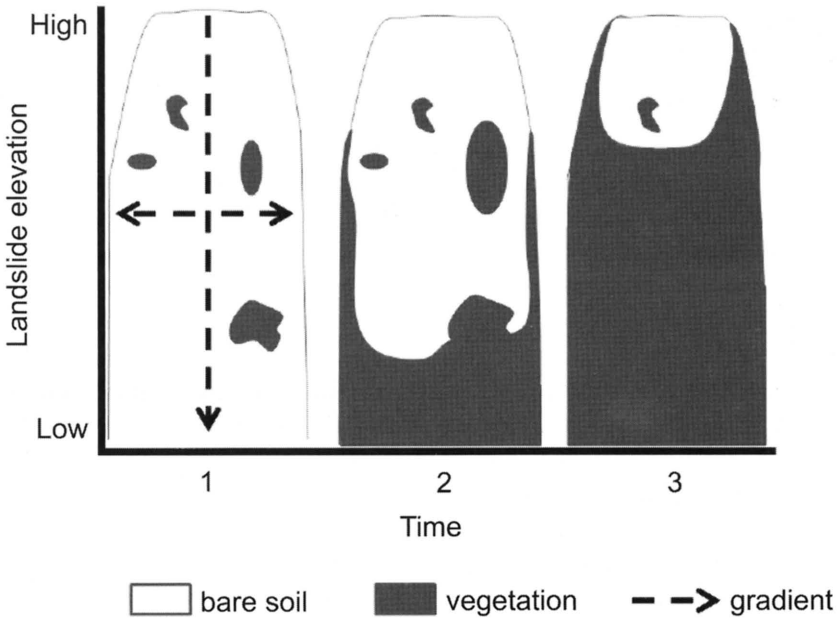 High
Landslide elevation
Low
1 2 3
Time
bare soil vegetation gradient